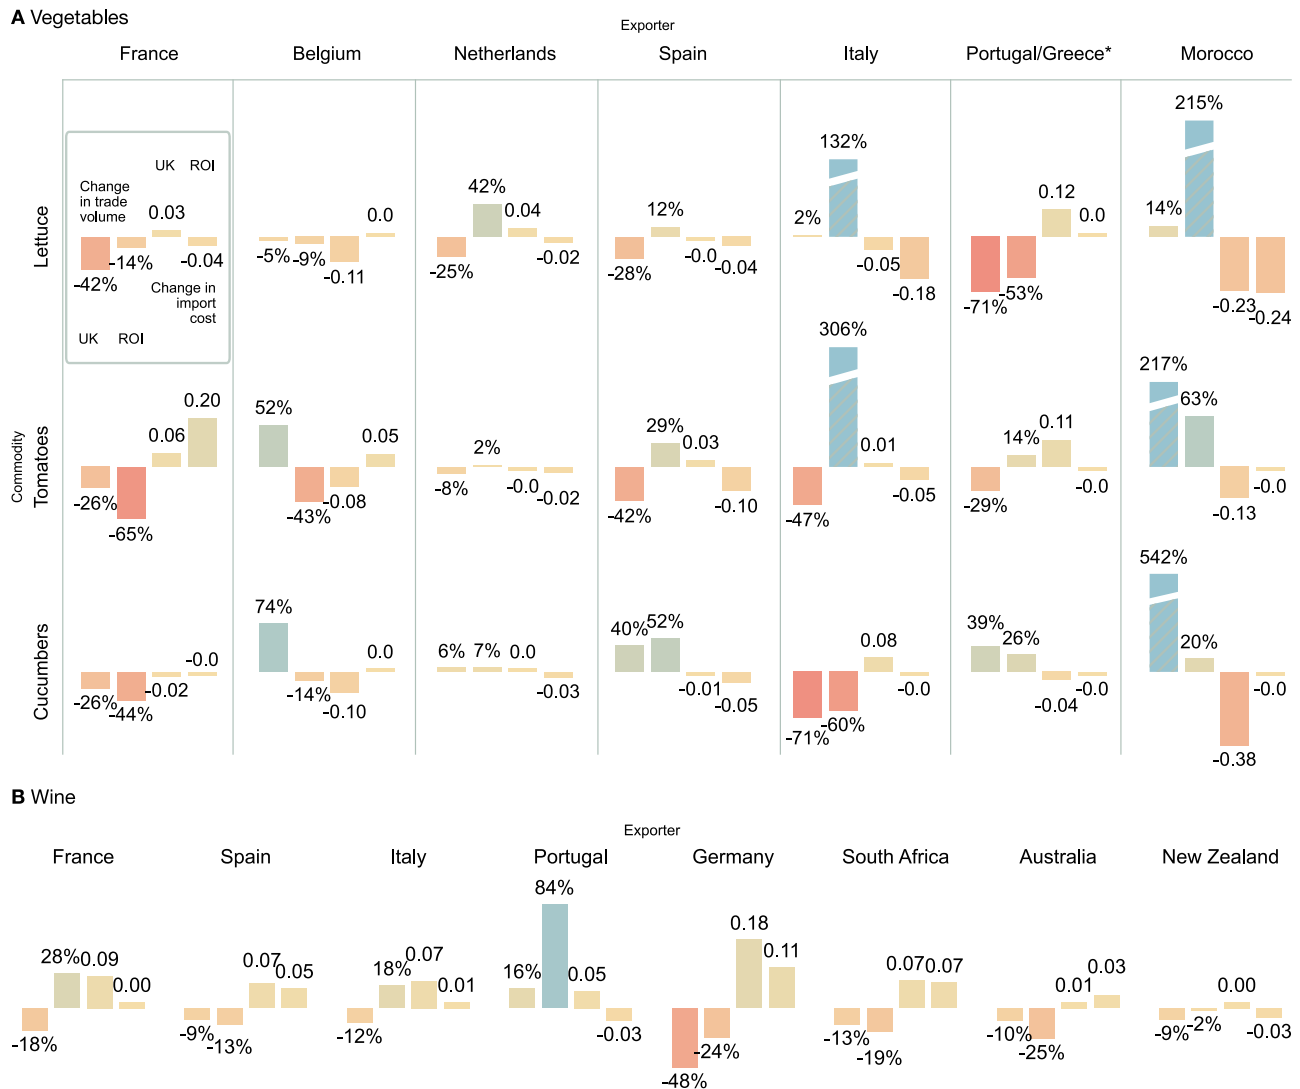 A Vegetables
Exporter
France Belgium Netherlands Spain Italy Portugal/Greece* Morocco
Commodity
Lettuce
UK ROI
Change
in trade
volume
0.03
-42% -14% -0.04
Change in
import
cost
UK ROI
-5% -9% -0.11 0.0
-25% 42% 0.04 -0.02
-28% 12% -0.0 -0.04
2% 132% -0.05 -0.18
-71% -53% 0.12 0.0
14% 215% -0.23 -0.24
Tomatoes
-26% -65% 0.06 0.20
52% -43% -0.08 0.05
-8% 2% -0.0 -0.02
-42% 29% 0.03 -0.10
-47% 306% 0.01 -0.05
-29% 14% 0.11 -0.0
217% 63% -0.13 -0.0
Cucumbers
-26% -44% -0.02 -0.0
74% -14% -0.10 0.0
6% 7% 0.0 -0.03
40% 52% -0.01 -0.05
-71% -60% 0.08 -0.0
39% 26% -0.04 -0.0
542% 20% -0.38 -0.0
B Wine
Exporter
France Spain Italy Portugal Germany South Africa Australia New Zealand
-18% 28% 0.09 0.00
-9% -13% 0.07 0.05
-12% 18% 0.07 0.01
16% 84% 0.05 -0.03
-48% -24% 0.18 0.11
-13% -19% 0.07 0.07
-10% -25% 0.01 0.03
-9% -2% 0.00 -0.03